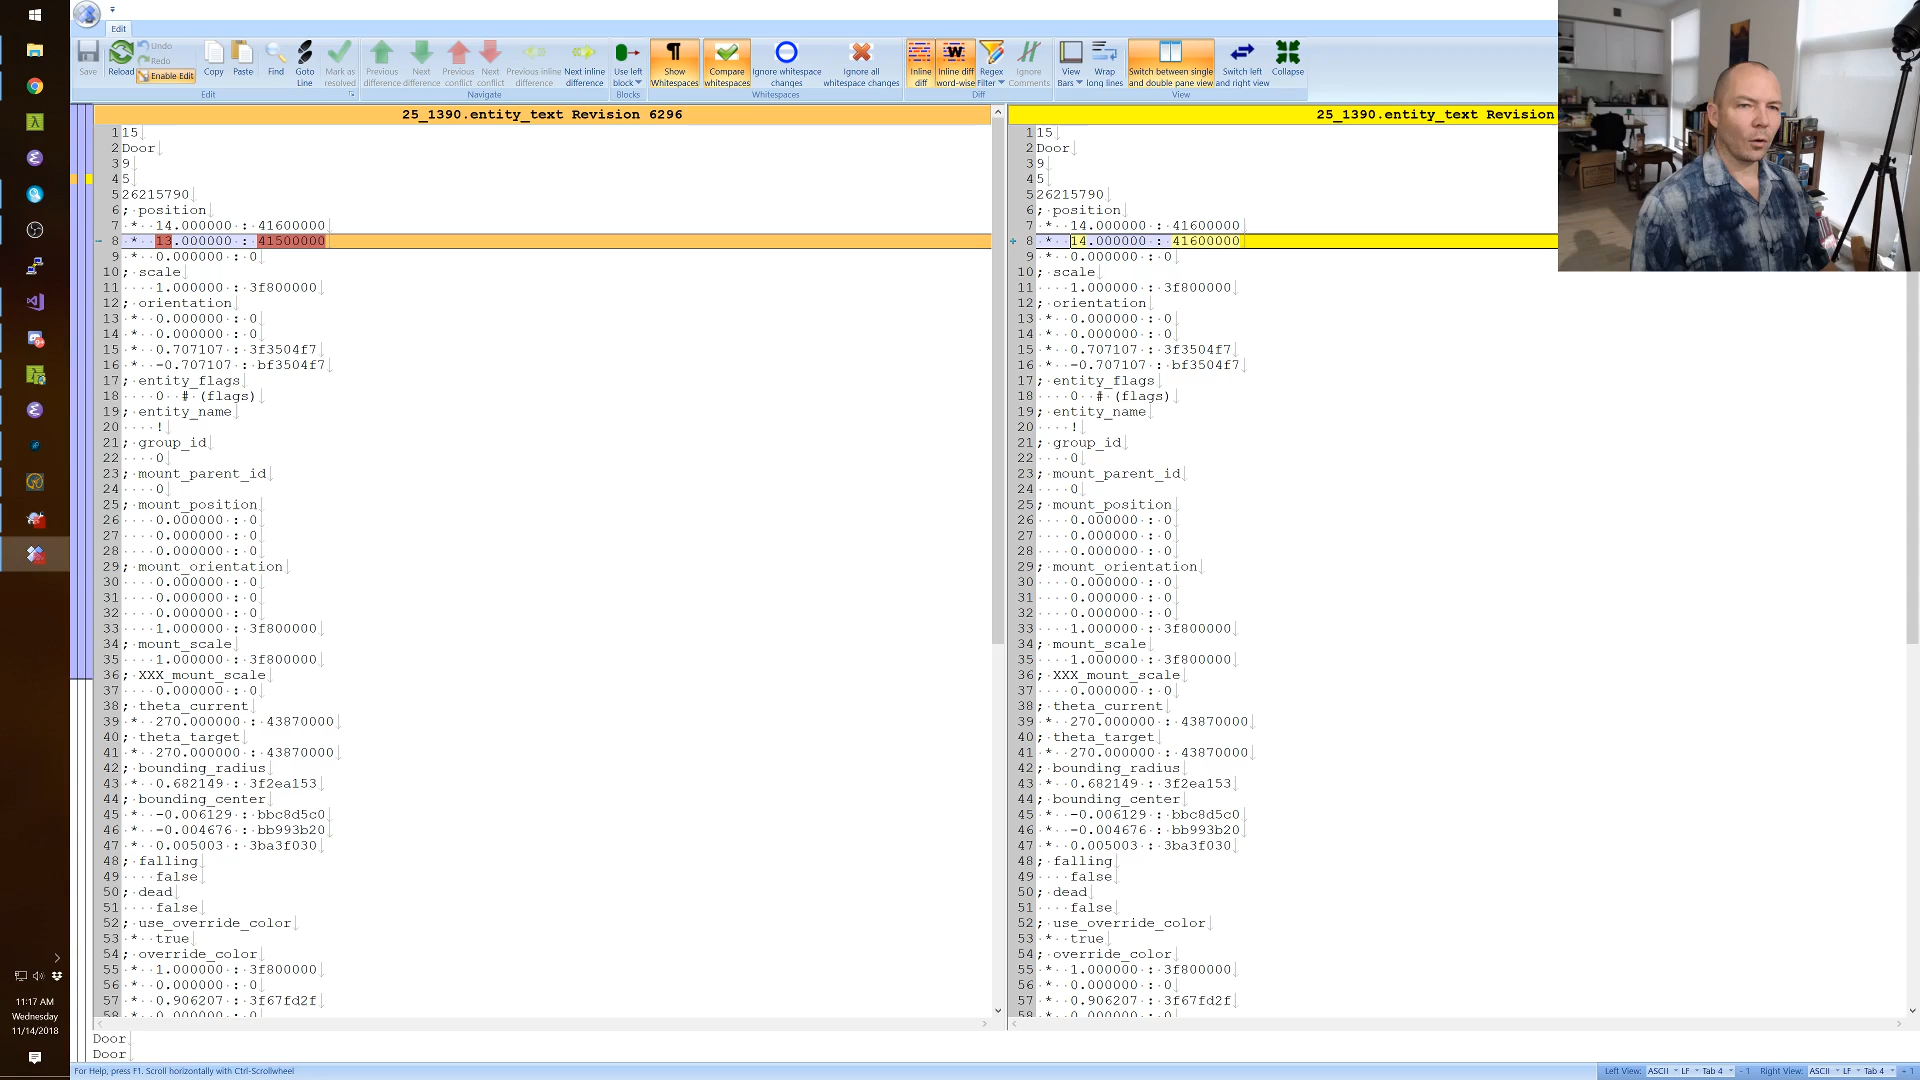 Edit
Save
Reload
Undo
Redo
Enable Edit
Copy
Paste
Find
Goto Line
Mark as resolved
Previous difference
Next difference
Previous conflict
Next conflict
Previous inline difference
Next inline difference
Use left block
Show Whitespaces
Compare whitespaces
Ignore whitespace changes
Ignore all whitespace changes
Inline diff
Inline diff word-wise
Regex Filter
Ignore Comments
View Bars
Wrap long lines
Switch between single and double pane view
Switch left and right view
Collapse
Edit
Navigate
Blocks
Whitespaces
Diff
View
25_1390.entity_text Revision 6296
1 15
2 Door
3 9
4 5
5 26215790
6 ; position
7 * 14.000000 : 41600000
8 * 13.000000 : 41500000
9 * 0.000000 : 0
10 ; scale
11 1.000000 : 3f800000
12 ; orientation
13 * 0.000000 : 0
14 * 0.000000 : 0
15 * 0.707107 : 3f3504f7
16 * -0.707107 : bf3504f7
17 ; entity_flags
18 0 # (flags)
19 ; entity_name
20 !
21 ; group_id
22 0
23 ; mount_parent_id
24 0
25 ; mount_position
26 0.000000 : 0
27 0.000000 : 0
28 0.000000 : 0
29 ; mount_orientation
30 0.000000 : 0
31 0.000000 : 0
32 0.000000 : 0
33 1.000000 : 3f800000
34 ; mount_scale
35 1.000000 : 3f800000
36 ; XXX_mount_scale
37 0.000000 : 0
38 ; theta_current
39 * 270.000000 : 43870000
40 ; theta_target
41 * 270.000000 : 43870000
42 ; bounding_radius
43 * 0.682149 : 3f2ea153
44 ; bounding_center
45 * -0.006129 : bbc8d5c0
46 * -0.004676 : bb993b20
47 * 0.005003 : 3ba3f030
48 ; falling
49 false
50 ; dead
51 false
52 ; use_override_color
53 * true
54 ; override_color
55 * 1.000000 : 3f800000
56 * 0.000000 : 0
57 * 0.906207 : 3f67fd2f
58 * 0.000000 : 0
25_1390.entity_text Revision
1 15
2 Door
3 9
4 5
5 26215790
6 ; position
7 * 14.000000 : 41600000
8 * 14.000000 : 41600000
9 * 0.000000 : 0
10 ; scale
11 1.000000 : 3f800000
12 ; orientation
13 * 0.000000 : 0
14 * 0.000000 : 0
15 * 0.707107 : 3f3504f7
16 * -0.707107 : bf3504f7
17 ; entity_flags
18 0 # (flags)
19 ; entity_name
20 !
21 ; group_id
22 0
23 ; mount_parent_id
24 0
25 ; mount_position
26 0.000000 : 0
27 0.000000 : 0
28 0.000000 : 0
29 ; mount_orientation
30 0.000000 : 0
31 0.000000 : 0
32 0.000000 : 0
33 1.000000 : 3f800000
34 ; mount_scale
35 1.000000 : 3f800000
36 ; XXX_mount_scale
37 0.000000 : 0
38 ; theta_current
39 * 270.000000 : 43870000
40 ; theta_target
41 * 270.000000 : 43870000
42 ; bounding_radius
43 * 0.682149 : 3f2ea153
44 ; bounding_center
45 * -0.006129 : bbc8d5c0
46 * -0.004676 : bb993b20
47 * 0.005003 : 3ba3f030
48 ; falling
49 false
50 ; dead
51 false
52 ; use_override_color
53 * true
54 ; override_color
55 * 1.000000 : 3f800000
56 * 0.000000 : 0
57 * 0.906207 : 3f67fd2f
58 * 0.000000 : 0
Door
Door
11:17 AM
Wednesday
11/14/2018
For Help, press F1. Scroll horizontally with Ctrl-Scrollwheel
Left View: ASCII LF Tab 4 - 1 Right View: ASCII LF Tab 4 + 1